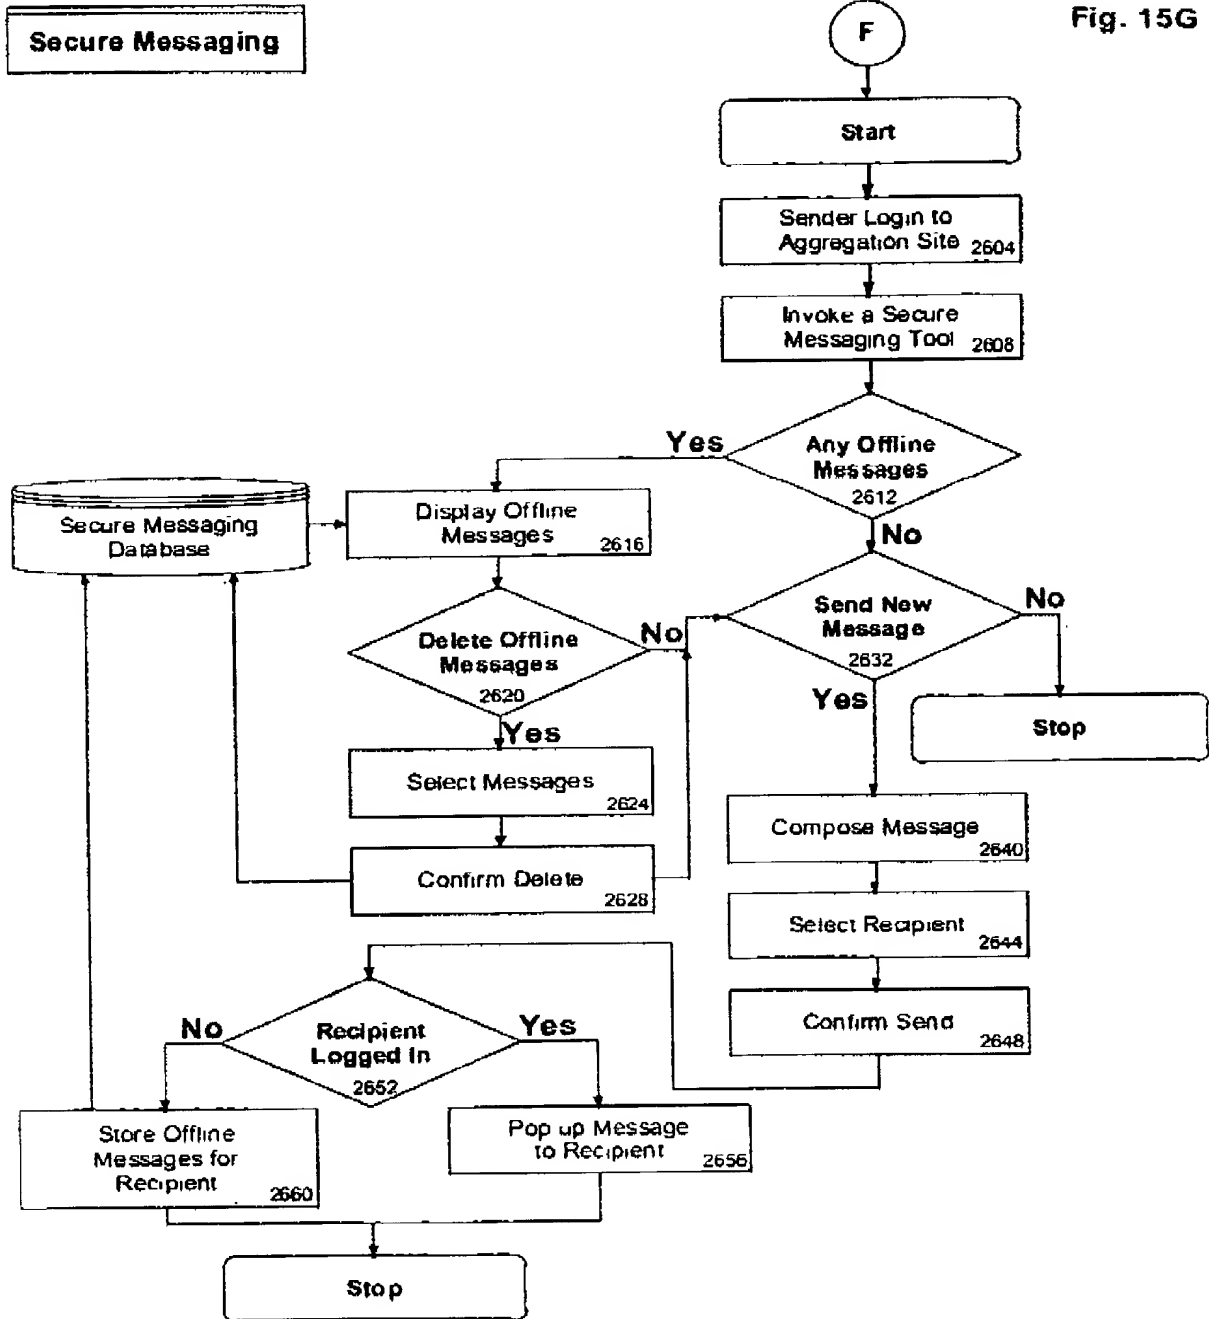 Secure Messaging
Fig. 15G
F
Start
Sender Login to
Aggregation Site 2604
Invoke a Secure
Messaging Tool 2608
Any Offline
Messages
2612
Yes
No
Secure Messaging
Database
Display Offline
Messages
2616
Delete Offline
Messages
2620
No
Yes
Send New
Message
2632
No
Yes
Stop
Select Messages
2624
Confirm Delete
2628
Compose Message
2640
Select Recipient
2644
Confirm Send
2648
Recipient
Logged In
2652
No
Yes
Store Offline
Messages for
Recipient
2660
Pop up Message
to Recipient
2656
Stop